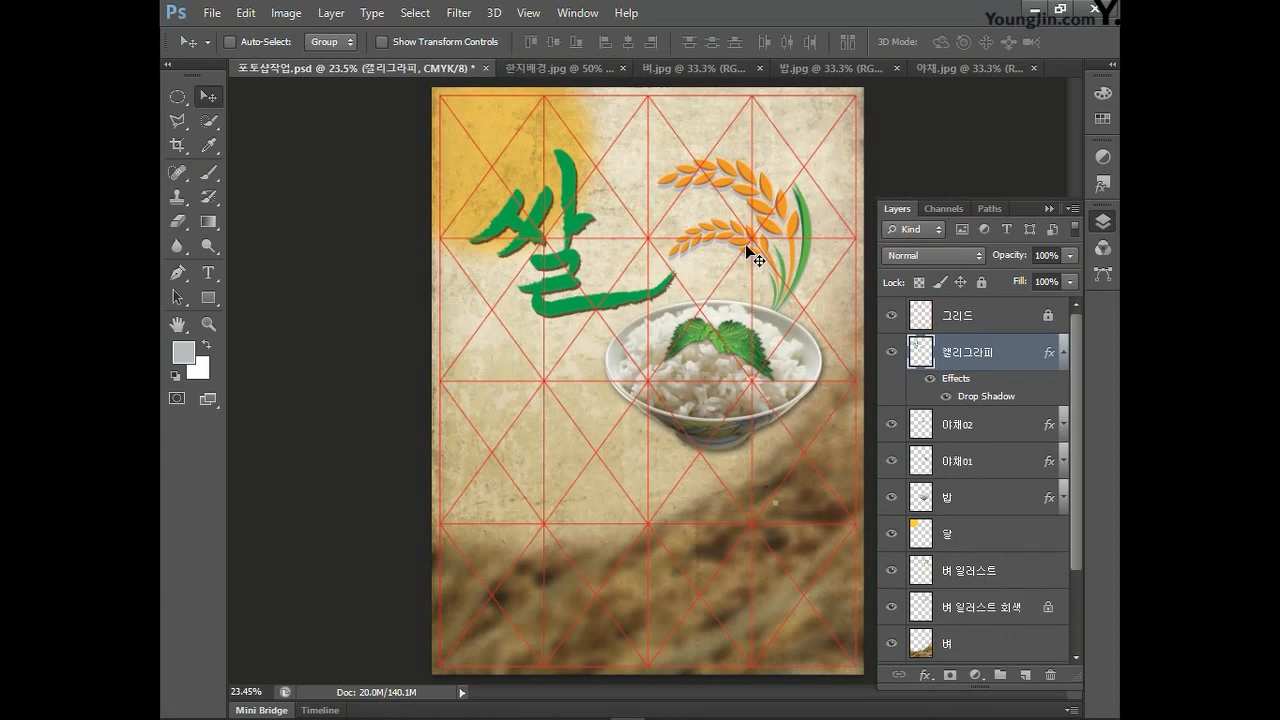 YoungJin.com Y.
Ps File Edit Image Layer Type Select Filter 3D View Window Help
Auto-Select: Group Show Transform Controls 3D Mode:
포토샵작업.psd @ 23.5% (캘리그라피, CMYK/8) * × 한지배경.jpg @ 50% ... × 벼.jpg @ 33.3% (RG... × 밥.jpg @ 33.3% (RG... × 야채.jpg @ 33.3% (R... ×
쌀
Layers Channels Paths
Kind
Normal Opacity: 100%
Lock: Fill: 100%
그리드
캘리그라피 fx
Effects
Drop Shadow
야채02 fx
야채01 fx
밥 fx
달
벼 일러스트
벼 일러스트 회색
벼
23.45% Doc: 20.0M/140.1M
Mini Bridge Timeline